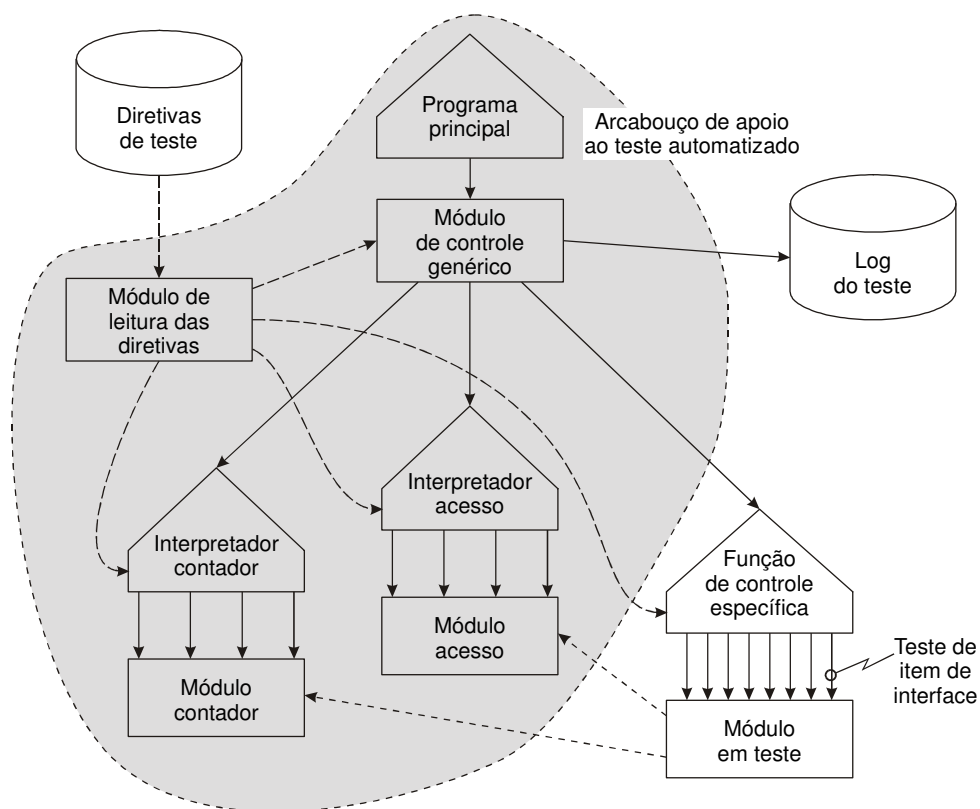 Diretivas
de teste
Programa
principal
Arcabouço de apoio
ao teste automatizado
Módulo
de controle
genérico
Log
do teste
Módulo de
leitura das
diretivas
Interpretador
acesso
Interpretador
contador
Função
de controle
específica
Módulo
acesso
Teste de
item de
interface
Módulo
contador
Módulo
em teste